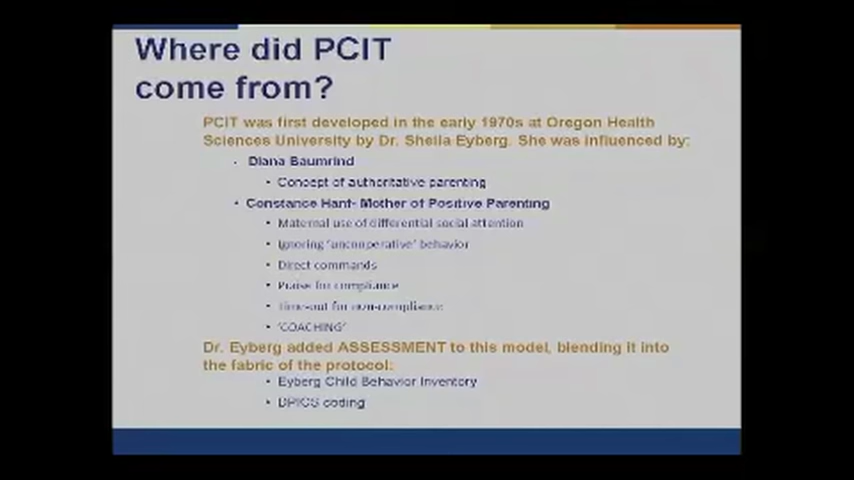 Where did PCIT
come from?
PCIT was first developed in the early 1970s at Oregon Health
Sciences University by Dr. Sheila Eyberg. She was influenced by:
Diana Baumrind
• Concept of authoritative parenting
• Constance Hanf- Mother of Positive Parenting
• Maternal use of differential social attention
• Ignoring 'uncooperative' behavior
• Direct commands
• Praise for compliance
• Time-out for non-compliance
• 'COACHING'
Dr. Eyberg added ASSESSMENT to this model, blending it into
the fabric of the protocol:
• Eyberg Child Behavior Inventory
• DPICS coding